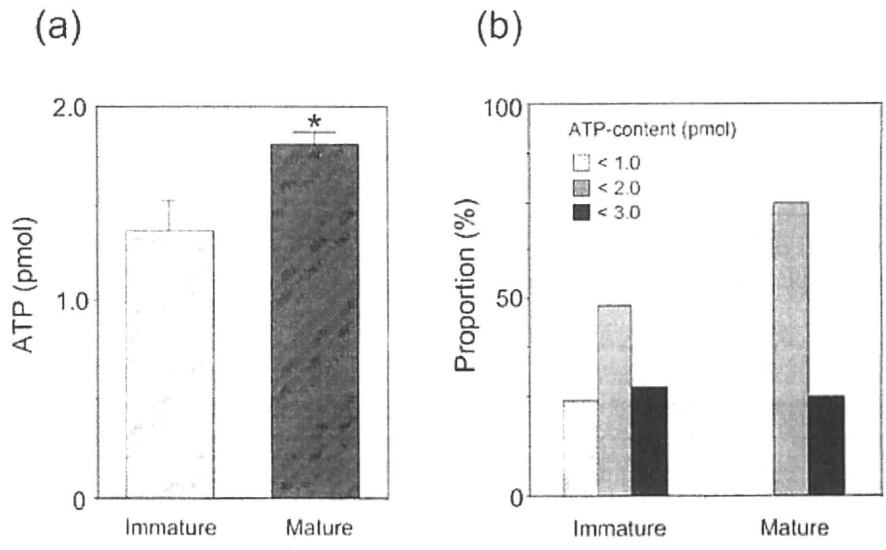 (a)
(b)
2.0
1.0
0
ATP (pmol)
*
Immature
Mature
100
50
0
Proportion (%)
ATP-content (pmol)
< 1.0
< 2.0
< 3.0
Immature
Mature